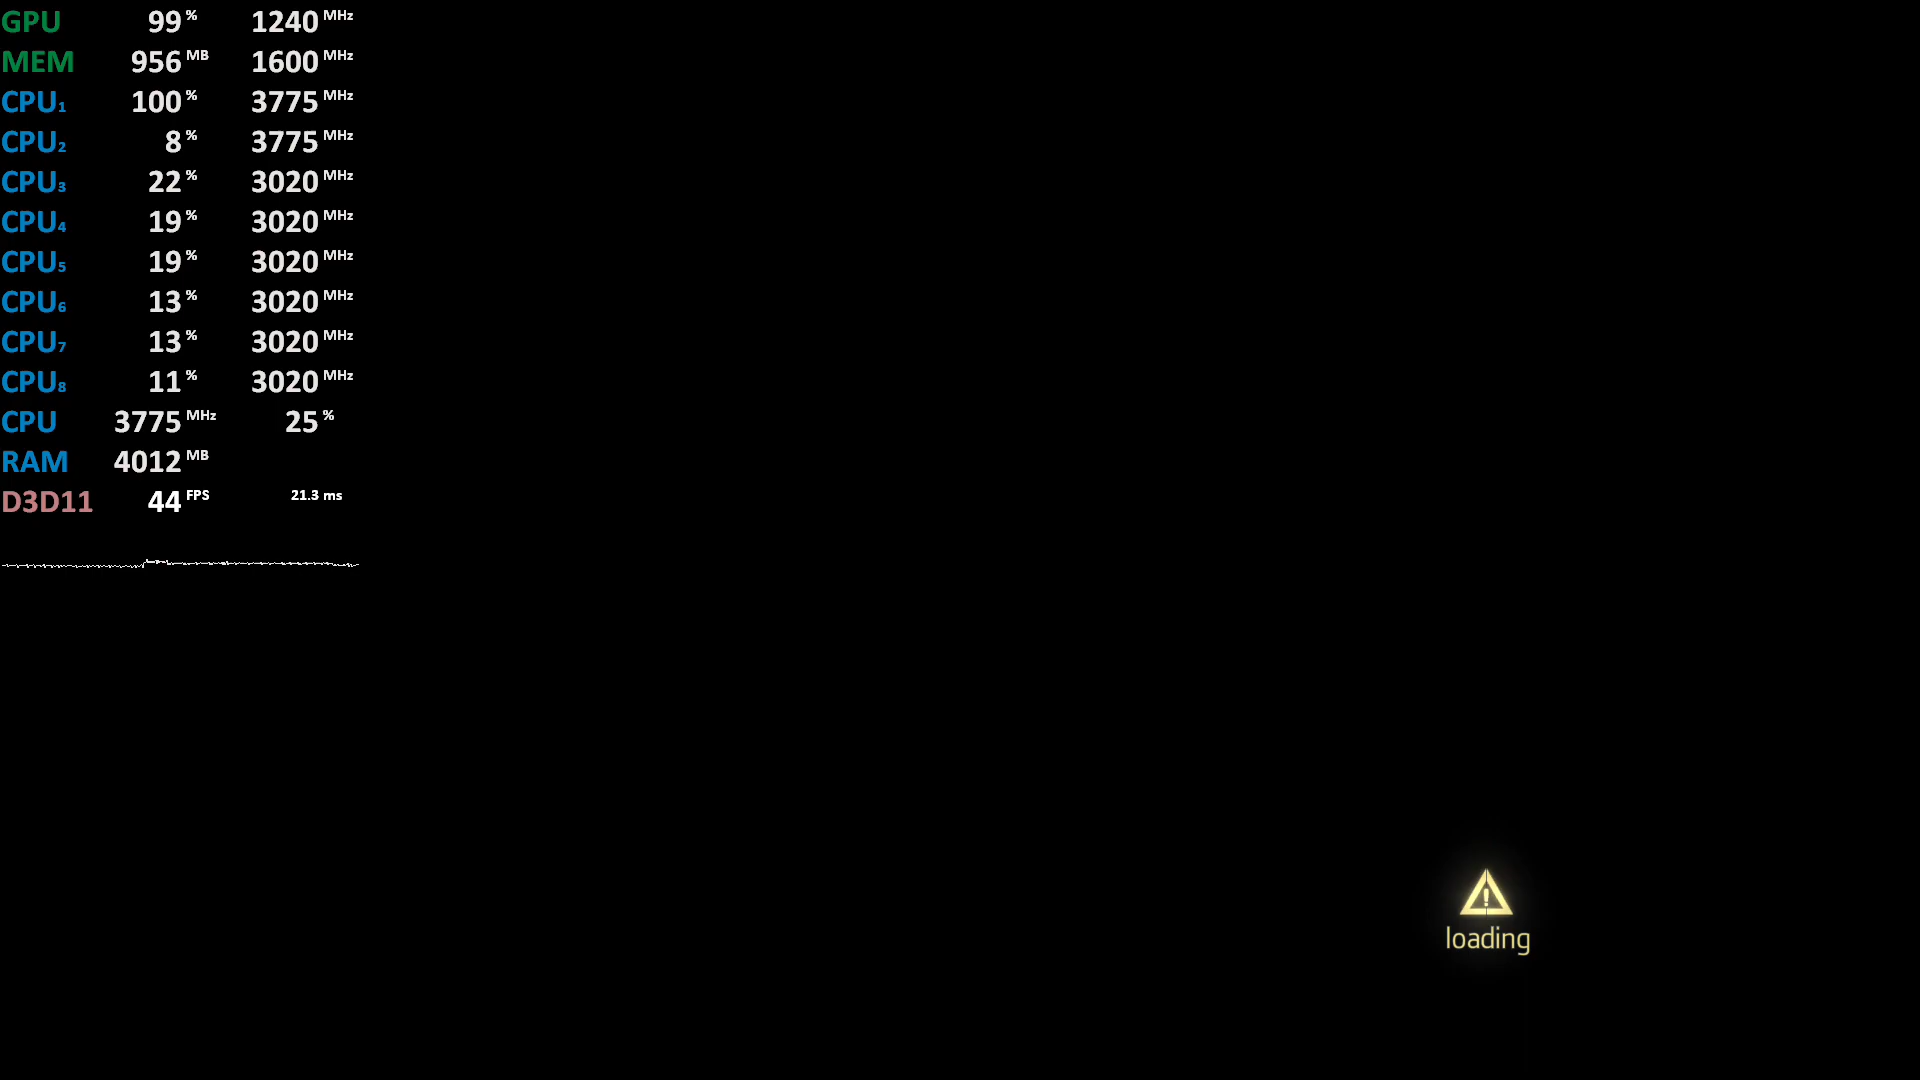 GPU 99 % 1240 MHz
MEM 956 MB 1600 MHz
CPU1 100 % 3775 MHz
CPU2 8 % 3775 MHz
CPU3 22 % 3020 MHz
CPU4 19 % 3020 MHz
CPU5 19 % 3020 MHz
CPU6 13 % 3020 MHz
CPU7 13 % 3020 MHz
CPU8 11 % 3020 MHz
CPU 3775 MHz 25 %
RAM 4012 MB
D3D11 44 FPS 21.3 ms
!
loading